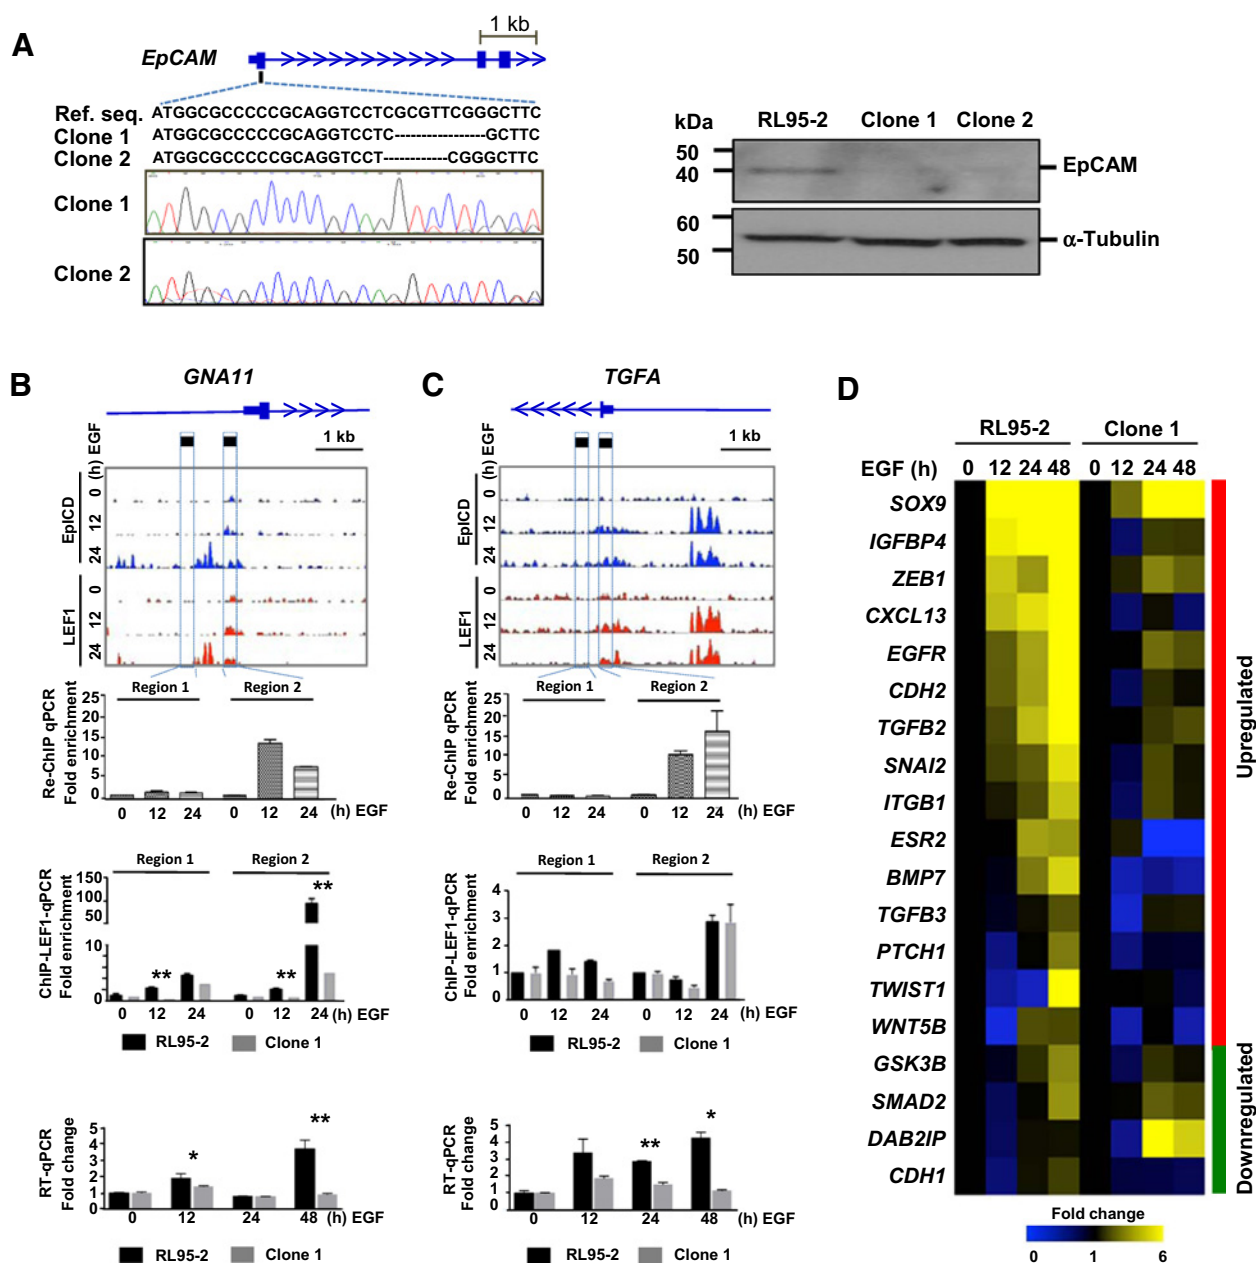 A
EpCAM
1 kb
Ref. seq. ATGGCGCCCCCGCAGGTCCTCGCGTTCGGGCTTC
Clone 1 ATGGCGCCCCCGCAGGTCCTC----------------GCTTC
Clone 2 ATGGCGCCCCCGCAGGTCCT------------CGGGCTTC
Clone 1
Clone 2
kDa RL95-2 Clone 1 Clone 2
50
40
EpCAM
60
50
α-Tubulin
B
GNA11
EGF
1 kb
(h)
EpICD
0
12
24
LEF1
0
12
24
Region 1 Region 2
Re-ChIP qPCR
Fold enrichment
25
20
15
10
5
0
0 12 24 0 12 24 (h) EGF
Region 1 Region 2
ChIP-LEF1-qPCR
Fold enrichment
150
100
50
10
0
** ** **
0 12 24 0 12 24 (h) EGF
RL95-2 Clone 1
RT-qPCR
Fold change
5
4
3
2
1
0
* **
0 12 24 48 (h) EGF
RL95-2 Clone 1
C
TGFA
EGF
1 kb
(h)
EpICD
0
12
24
LEF1
0
12
24
Region 1 Region 2
Re-ChIP qPCR
Fold enrichment
25
20
15
10
5
0
0 12 24 0 12 24 (h) EGF
Region 1 Region 2
ChIP-LEF1-qPCR
Fold enrichment
4
3
2
1
0
0 12 24 0 12 24 (h) EGF
RL95-2 Clone 1
RT-qPCR
Fold change
5
4
3
2
1
0
** *
0 12 24 48 (h) EGF
RL95-2 Clone 1
D
RL95-2 Clone 1
EGF (h) 0 12 24 48 0 12 24 48
SOX9
IGFBP4
ZEB1
CXCL13
EGFR
CDH2
TGFB2
SNAI2
ITGB1
ESR2
BMP7
TGFB3
PTCH1
TWIST1
WNT5B
GSK3B
SMAD2
DAB2IP
CDH1
Upregulated
Downregulated
Fold change
0 1 6